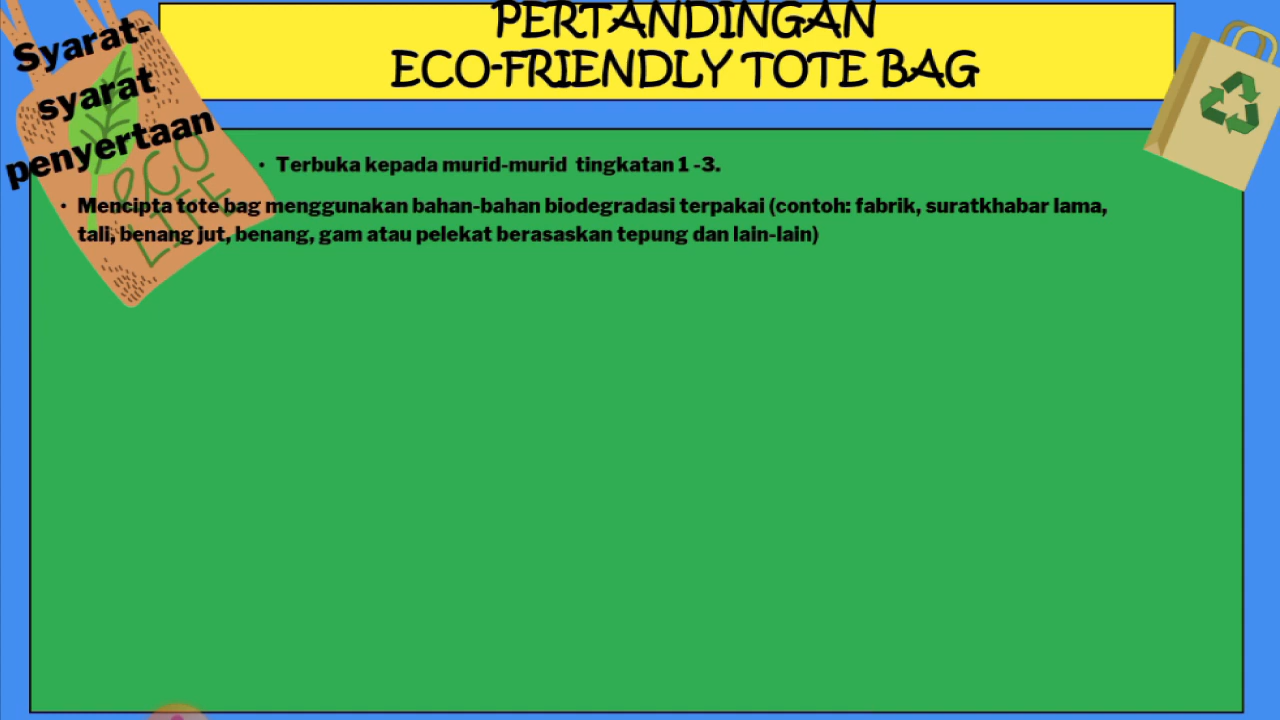 PERTANDINGAN
ECO-FRIENDLY TOTE BAG
Syarat-
syarat
penyertaan
eco
LIFE
• Terbuka kepada murid-murid tingkatan 1 -3.
• Mencipta tote bag menggunakan bahan-bahan biodegradasi terpakai (contoh: fabrik, suratkhabar lama,
tali, benang jut, benang, gam atau pelekat berasaskan tepung dan lain-lain)